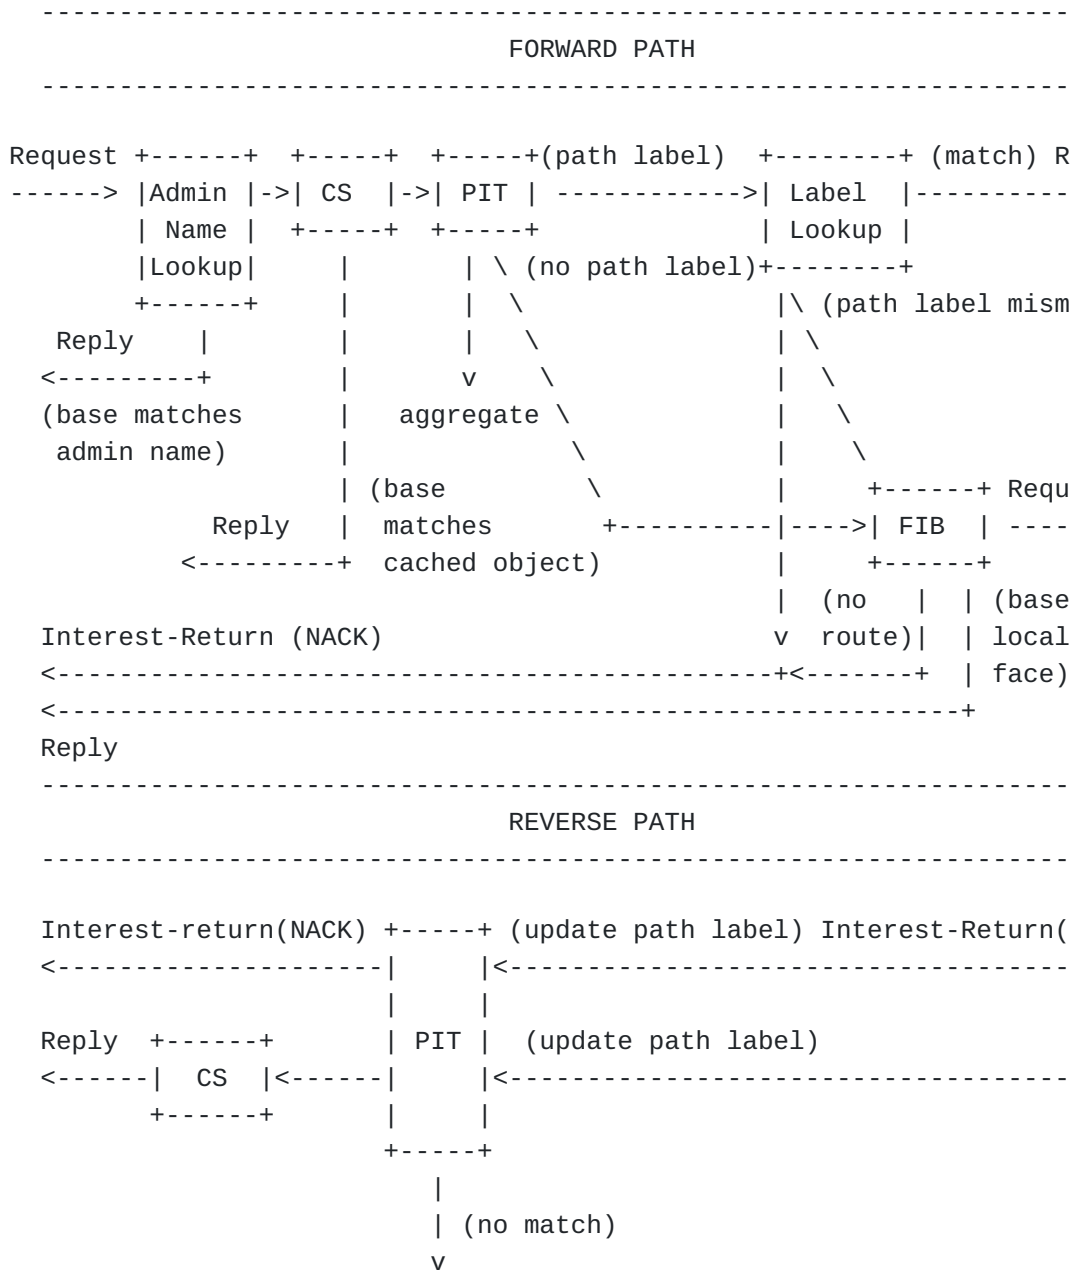 -------------------------------------------------------------------
FORWARD PATH
-------------------------------------------------------------------
Request +------+  +-----+  +-----+(path label)  +--------+ (match) R
------> |Admin |->| CS  |->| PIT | ------------>| Label  |----------
        | Name |  +-----+  +-----+              | Lookup |
        |Lookup|     |       | \ (no path label)+--------+
        +------+     |       |  \                |\ (path label mism
   Reply    |        |       |   \               | \
  <---------+        |       v    \              |  \
  (base matches      |   aggregate \             |   \
   admin name)       |              \            |    \
                     | (base         \           |     +------+ Requ
             Reply   |  matches       +----------|---->| FIB  | ----
           <---------+  cached object)           |     +------+
                                                 |  (no   |  | (base
  Interest-Return (NACK)                         v  route)|  | local
  <----------------------------------------------+<-------+  | face)
  <----------------------------------------------------------+
  Reply
-------------------------------------------------------------------
REVERSE PATH
-------------------------------------------------------------------
  Interest-return(NACK) +-----+ (update path label) Interest-Return(
  <---------------------|     |<------------------------------------
                        |     |
  Reply  +------+       | PIT |  (update path label)
  <------|  CS  |<------|     |<------------------------------------
         +------+       |     |
                        +-----+
                           |
                           | (no match)
                           v